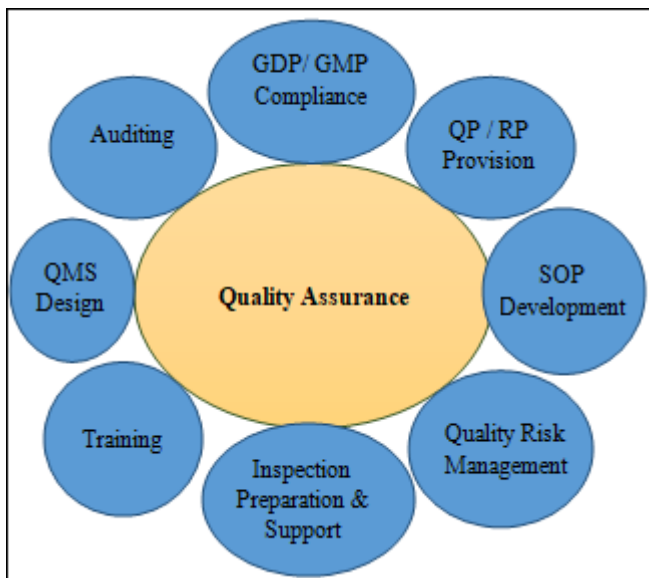 GDP/ GMP
Compliance
Auditing
QP / RP
Provision
QMS
Design
Quality Assurance
SOP
Development
Training
Quality Risk
Management
Inspection
Preparation &
Support